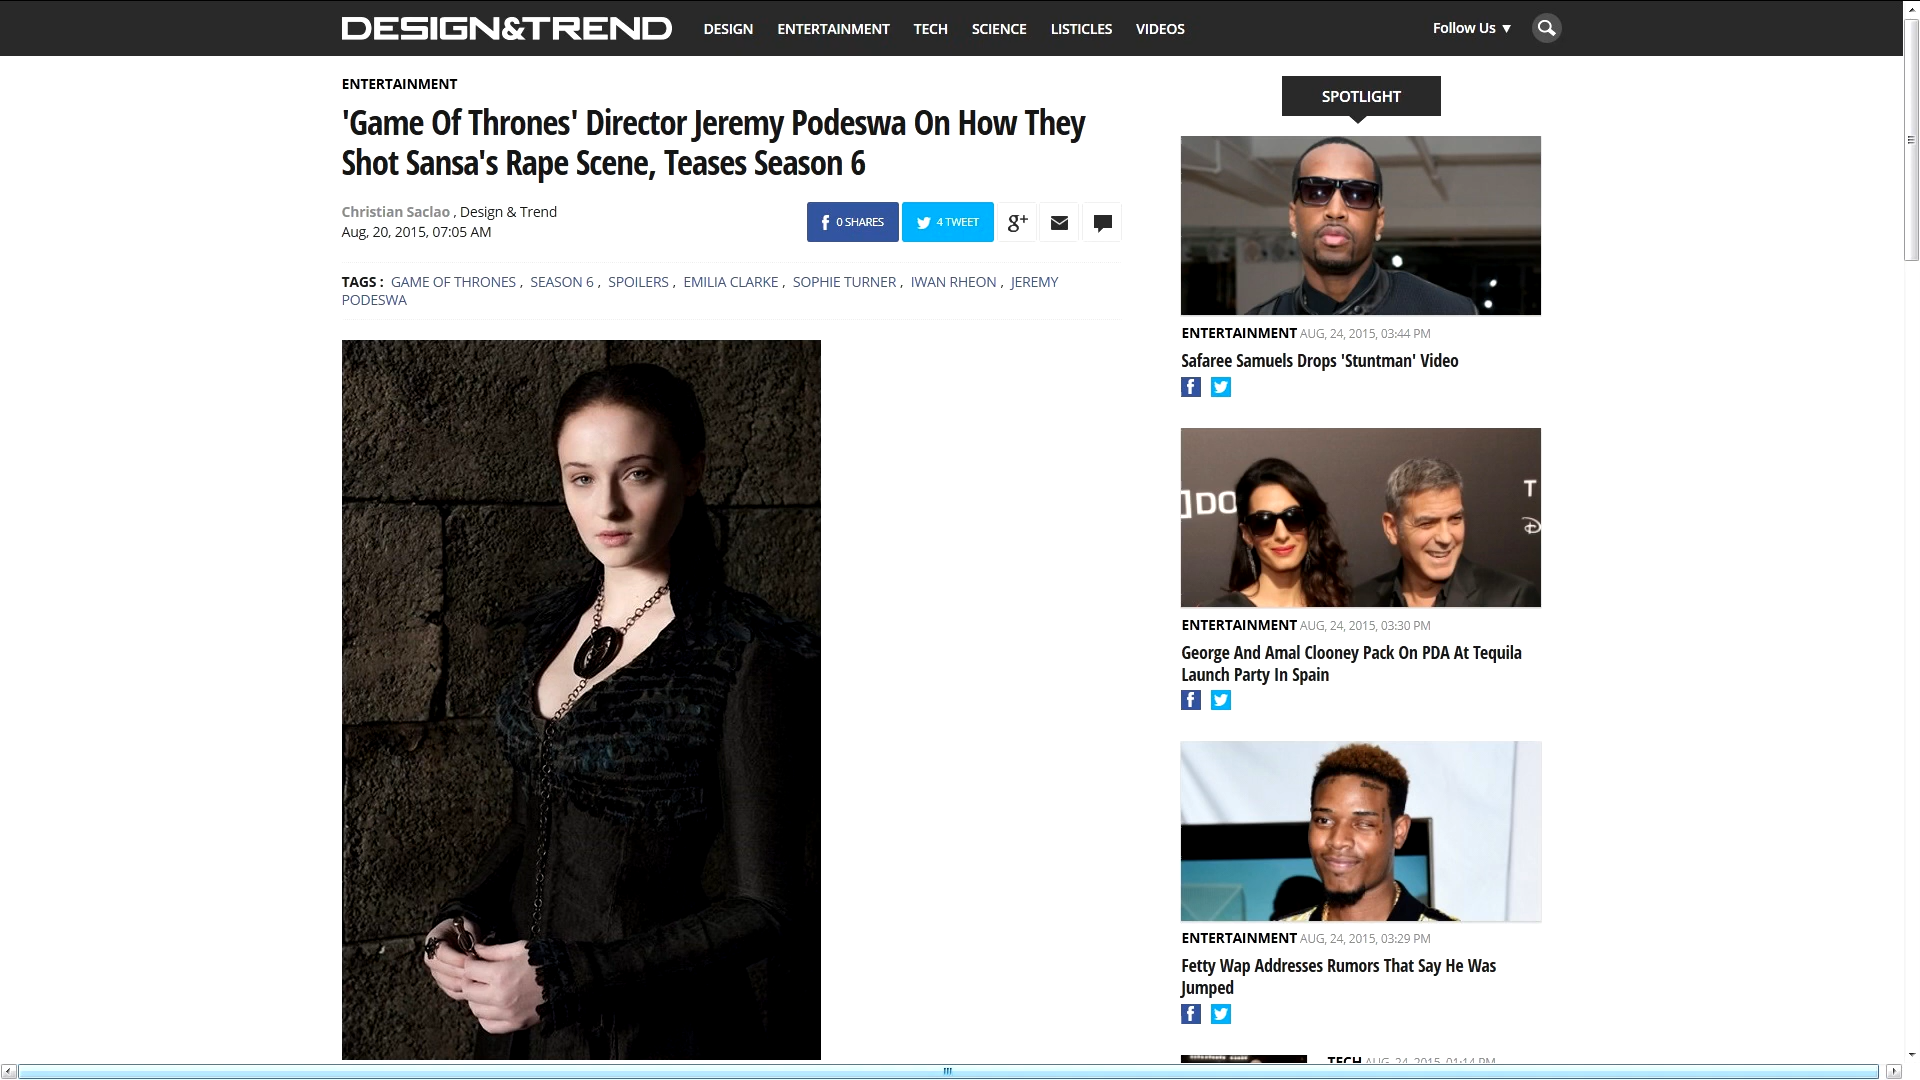 DESIGN&TREND
DESIGN ENTERTAINMENT TECH SCIENCE LISTICLES VIDEOS
Follow Us ▼
ENTERTAINMENT
'Game Of Thrones' Director Jeremy Podeswa On How They
Shot Sansa's Rape Scene, Teases Season 6
Christian Saclao , Design & Trend
Aug, 20, 2015, 07:05 AM
f 0 SHARES
4 TWEET
g+
TAGS : GAME OF THRONES , SEASON 6 , SPOILERS , EMILIA CLARKE , SOPHIE TURNER , IWAN RHEON , JEREMY
PODESWA
SPOTLIGHT
ENTERTAINMENT AUG, 24, 2015, 03:44 PM
Safaree Samuels Drops 'Stuntman' Video
DO
T
ENTERTAINMENT AUG, 24, 2015, 03:30 PM
George And Amal Clooney Pack On PDA At Tequila
Launch Party In Spain
ENTERTAINMENT AUG, 24, 2015, 03:29 PM
Fetty Wap Addresses Rumors That Say He Was
Jumped
TECH AUG, 24, 2015, 01:14 PM